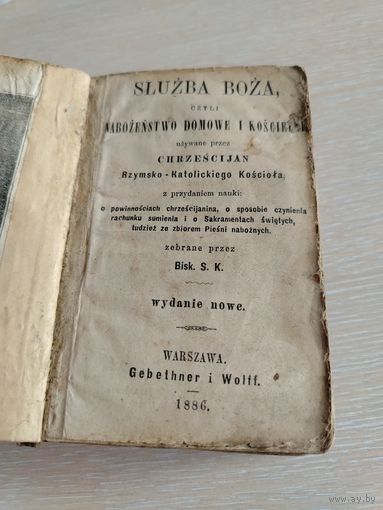 SŁUŻBA BOŻA,
CZYLI
NABOŻEŃSTWO DOMOWE I
używane przez
CHRZEŚCIJAN
Rzymsko-Katolickiego Kościoła,
z przydaniem nauki:
o powinnościach chrześcijanina, o sposobie czynienia
rachunku sumienia i o Sakramentach świętych,
tudzież ze zbiorem Pieśni nabożnych.
zebrane przez
Bisk. S. K.
wydanie nowe.
WARSZAWA.
Gebethner i Wolff.
1886.
www.ay.by